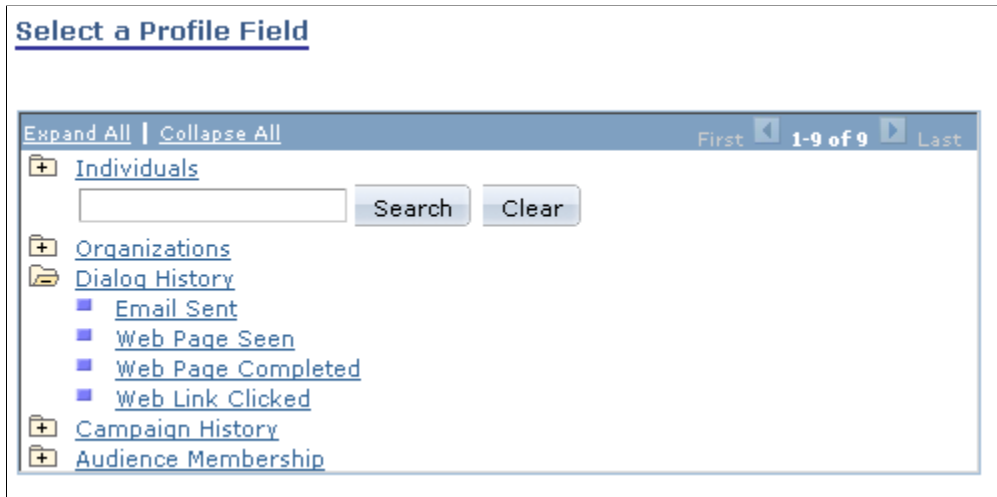 Select a Profile Field
Expand All | Collapse All First 1-9 of 9 Last
Individuals
Search Clear
Organizations
Dialog History
Email Sent
Web Page Seen
Web Page Completed
Web Link Clicked
Campaign History
Audience Membership